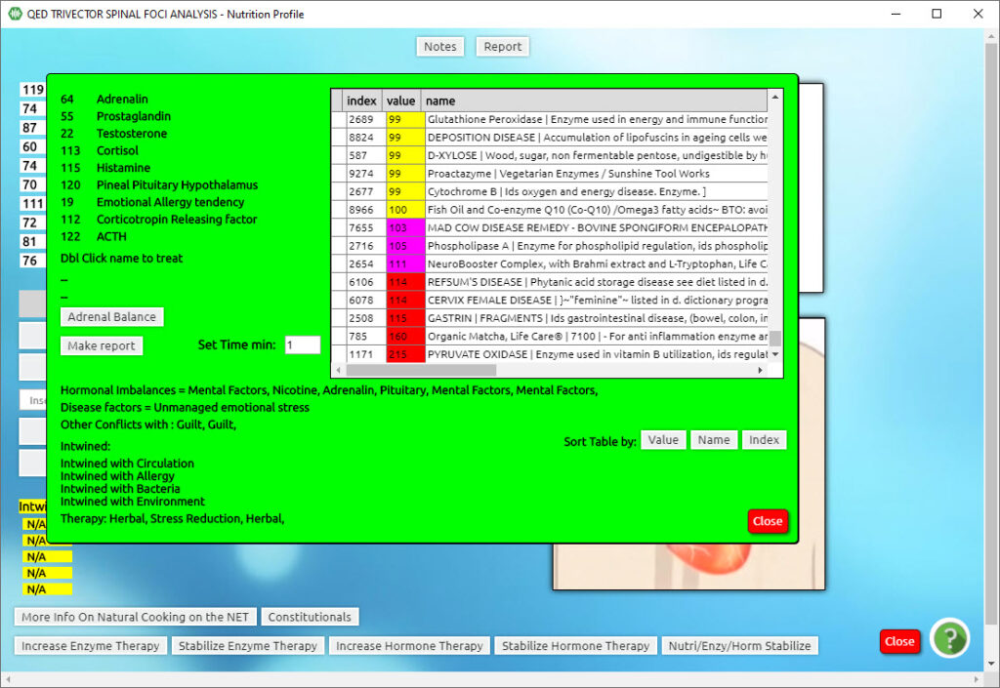 QED TRIVECTOR SPINAL FOCI ANALYSIS - Nutrition Profile
Notes Report
119
74
87
60
74
70
111
72
81
76
64 Adrenalin
55 Prostaglandin
22 Testosterone
113 Cortisol
115 Histamine
120 Pineal Pituitary Hypothalamus
19 Emotional Allergy tendency
112 Corticotropin Releasing factor
122 ACTH
Dbl Click name to treat
_
_
Adrenal Balance
Make report Set Time min: 1
index value name
2689 99 Glutathione Peroxidase | Enzyme used in energy and immune function
8824 99 DEPOSITION DISEASE | Accumulation of lipofuscins in ageing cells we
587 99 D-XYLOSE | Wood, sugar, non fermentable pentose, undigestible by
9274 99 Proactazyme | Vegetarian Enzymes / Sunshine Tool Works
2677 99 Cytochrome B | Ids oxygen and energy disease. Enzyme. ]
8966 100 Fish Oil and Co-enzyme Q10 (Co-Q10) /Omega3 fatty acids~ BTO: avoi
7655 103 MAD COW DISEASE REMEDY - BOVINE SPONGIFORM ENCEPALOPATH
2716 105 Phospholipase A | Enzyme for phospholipid regulation, ids phospholip
2654 111 NeuroBooster Complex, with Brahmi extract and L-Tryptophan, Life C
6106 114 REFSUM'S DISEASE | Phytanic acid storage disease see diet listed in d.
6078 114 CERVIX FEMALE DISEASE | }~"feminine"~ listed in d. dictionary progra
2508 115 GASTRIN | FRAGMENTS | Ids gastrointestinal disease, (bowel, colon, in
785 160 Organic Matcha, Life Care® | 7100 | - For anti inflammation enzyme ar
1171 215 PYRUVATE OXIDASE | Enzyme used in vitamin B utilization, ids regulat
Hormonal Imbalances = Mental Factors, Nicotine, Adrenalin, Pituitary, Mental Factors, Mental Factors,
Disease factors = Unmanaged emotional stress
Other Conflicts with : Guilt, Guilt,
Sort Table by: Value Name Index
Intwined:
Intwined with Circulation
Intwined with Allergy
Intwined with Bacteria
Intwined with Environment
Therapy: Herbal, Stress Reduction, Herbal,
Close
Inse
Intwi
N/A
N/A
N/A
N/A
N/A
More Info On Natural Cooking on the NET Constitutionals
Increase Enzyme Therapy Stabilize Enzyme Therapy Increase Hormone Therapy Stabilize Hormone Therapy Nutri/Enzy/Horm Stabilize Close ?